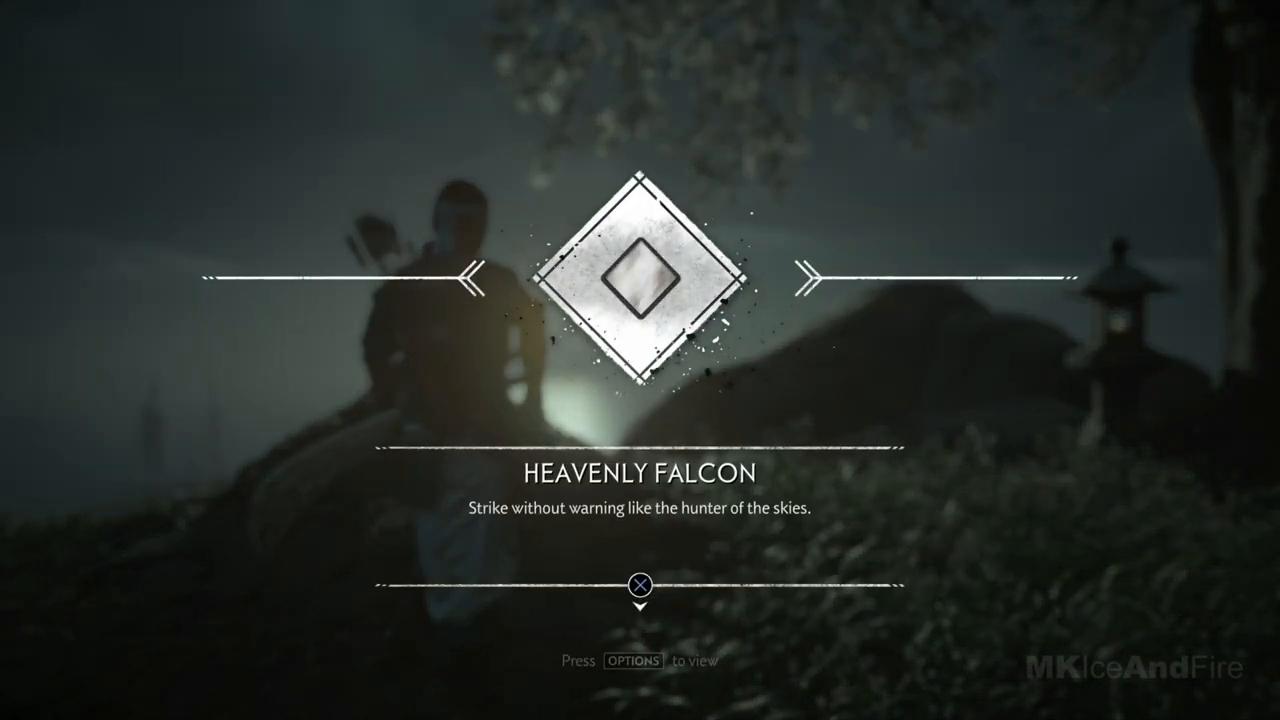 HEAVENLY FALCON
Strike without warning like the hunter of the skies.
Press OPTIONS to view
MKIceAndFire